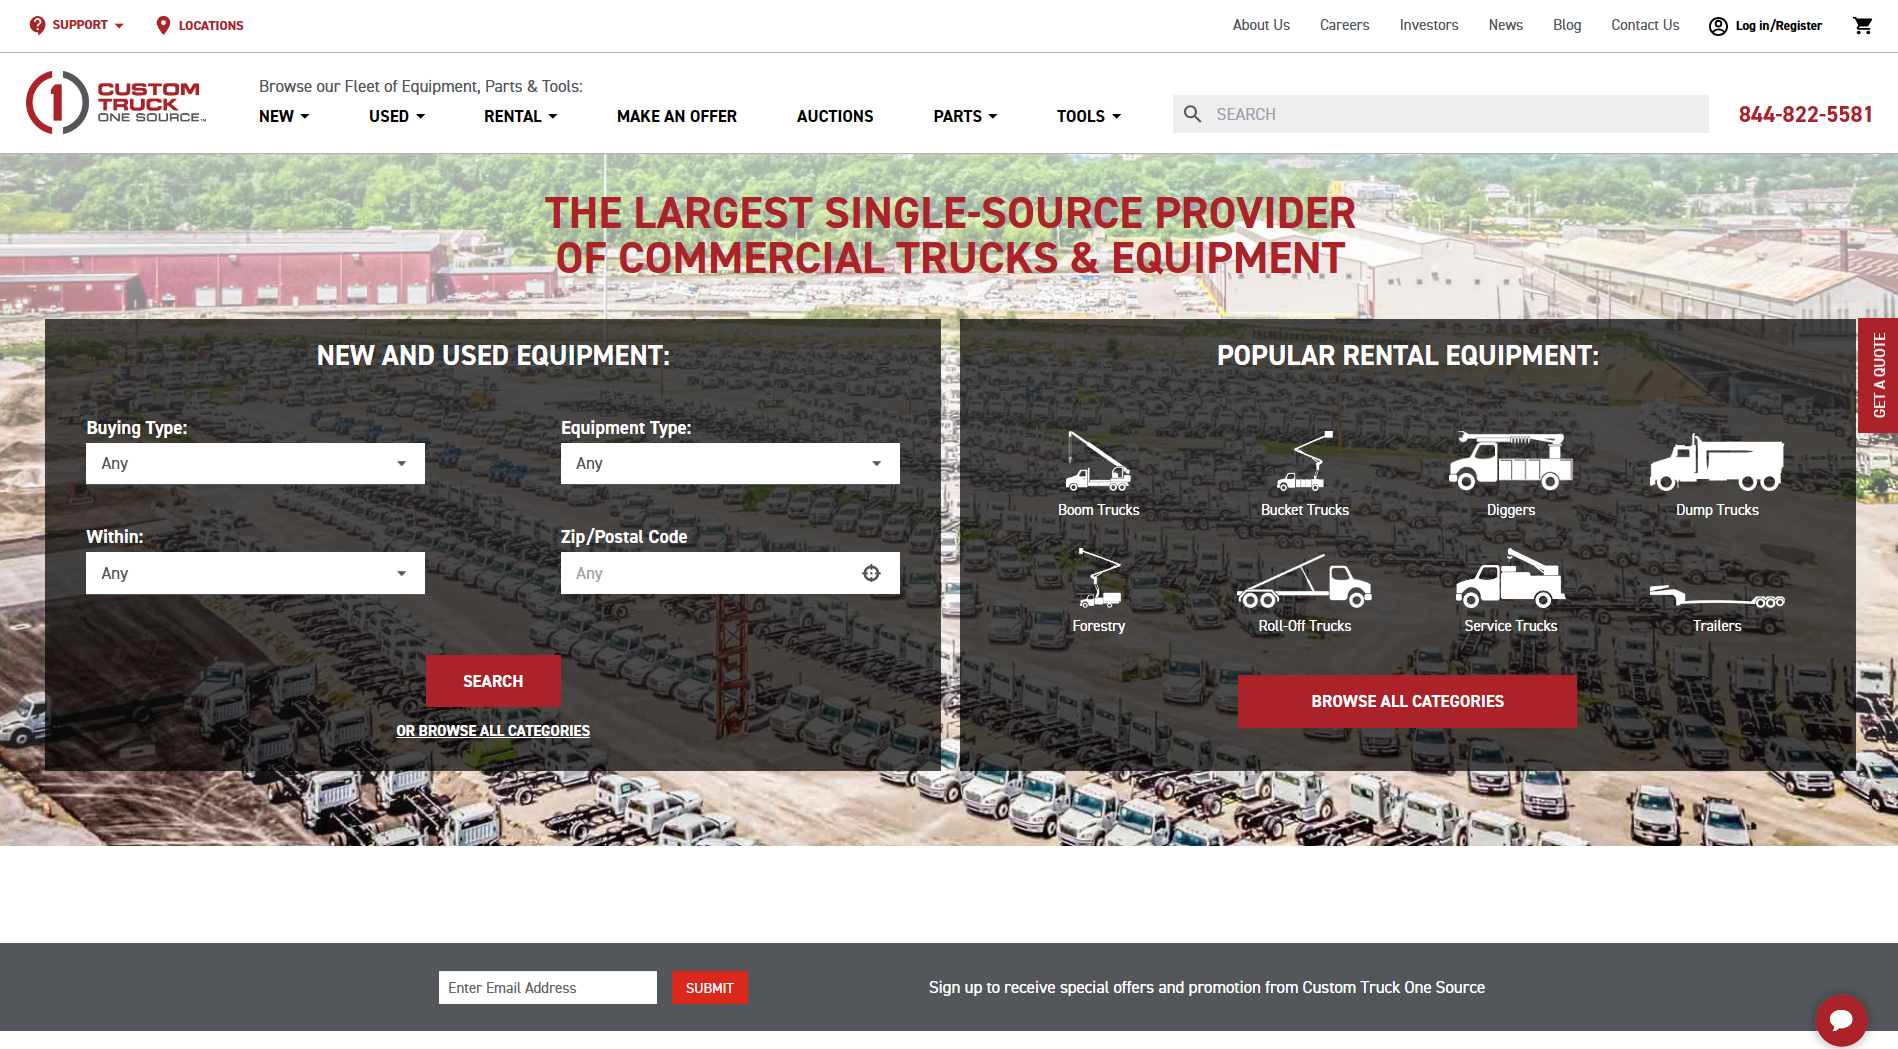 SUPPORT
LOCATIONS
About Us
Careers
Investors
News
Blog
Contact Us
Log in/Register
CUSTOM
TRUCK
ONE SOURCE
Browse our Fleet of Equipment, Parts & Tools:
NEW
USED
RENTAL
MAKE AN OFFER
AUCTIONS
PARTS
TOOLS
SEARCH
844-822-5581
THE LARGEST SINGLE-SOURCE PROVIDER
OF COMMERCIAL TRUCKS & EQUIPMENT
NEW AND USED EQUIPMENT:
Buying Type:
Any
Equipment Type:
Any
Within:
Any
Zip/Postal Code
Any
SEARCH
OR BROWSE ALL CATEGORIES
POPULAR RENTAL EQUIPMENT:
Boom Trucks
Bucket Trucks
Diggers
Dump Trucks
Forestry
Roll-Off Trucks
Service Trucks
Trailers
BROWSE ALL CATEGORIES
GET A QUOTE
Enter Email Address
SUBMIT
Sign up to receive special offers and promotion from Custom Truck One Source